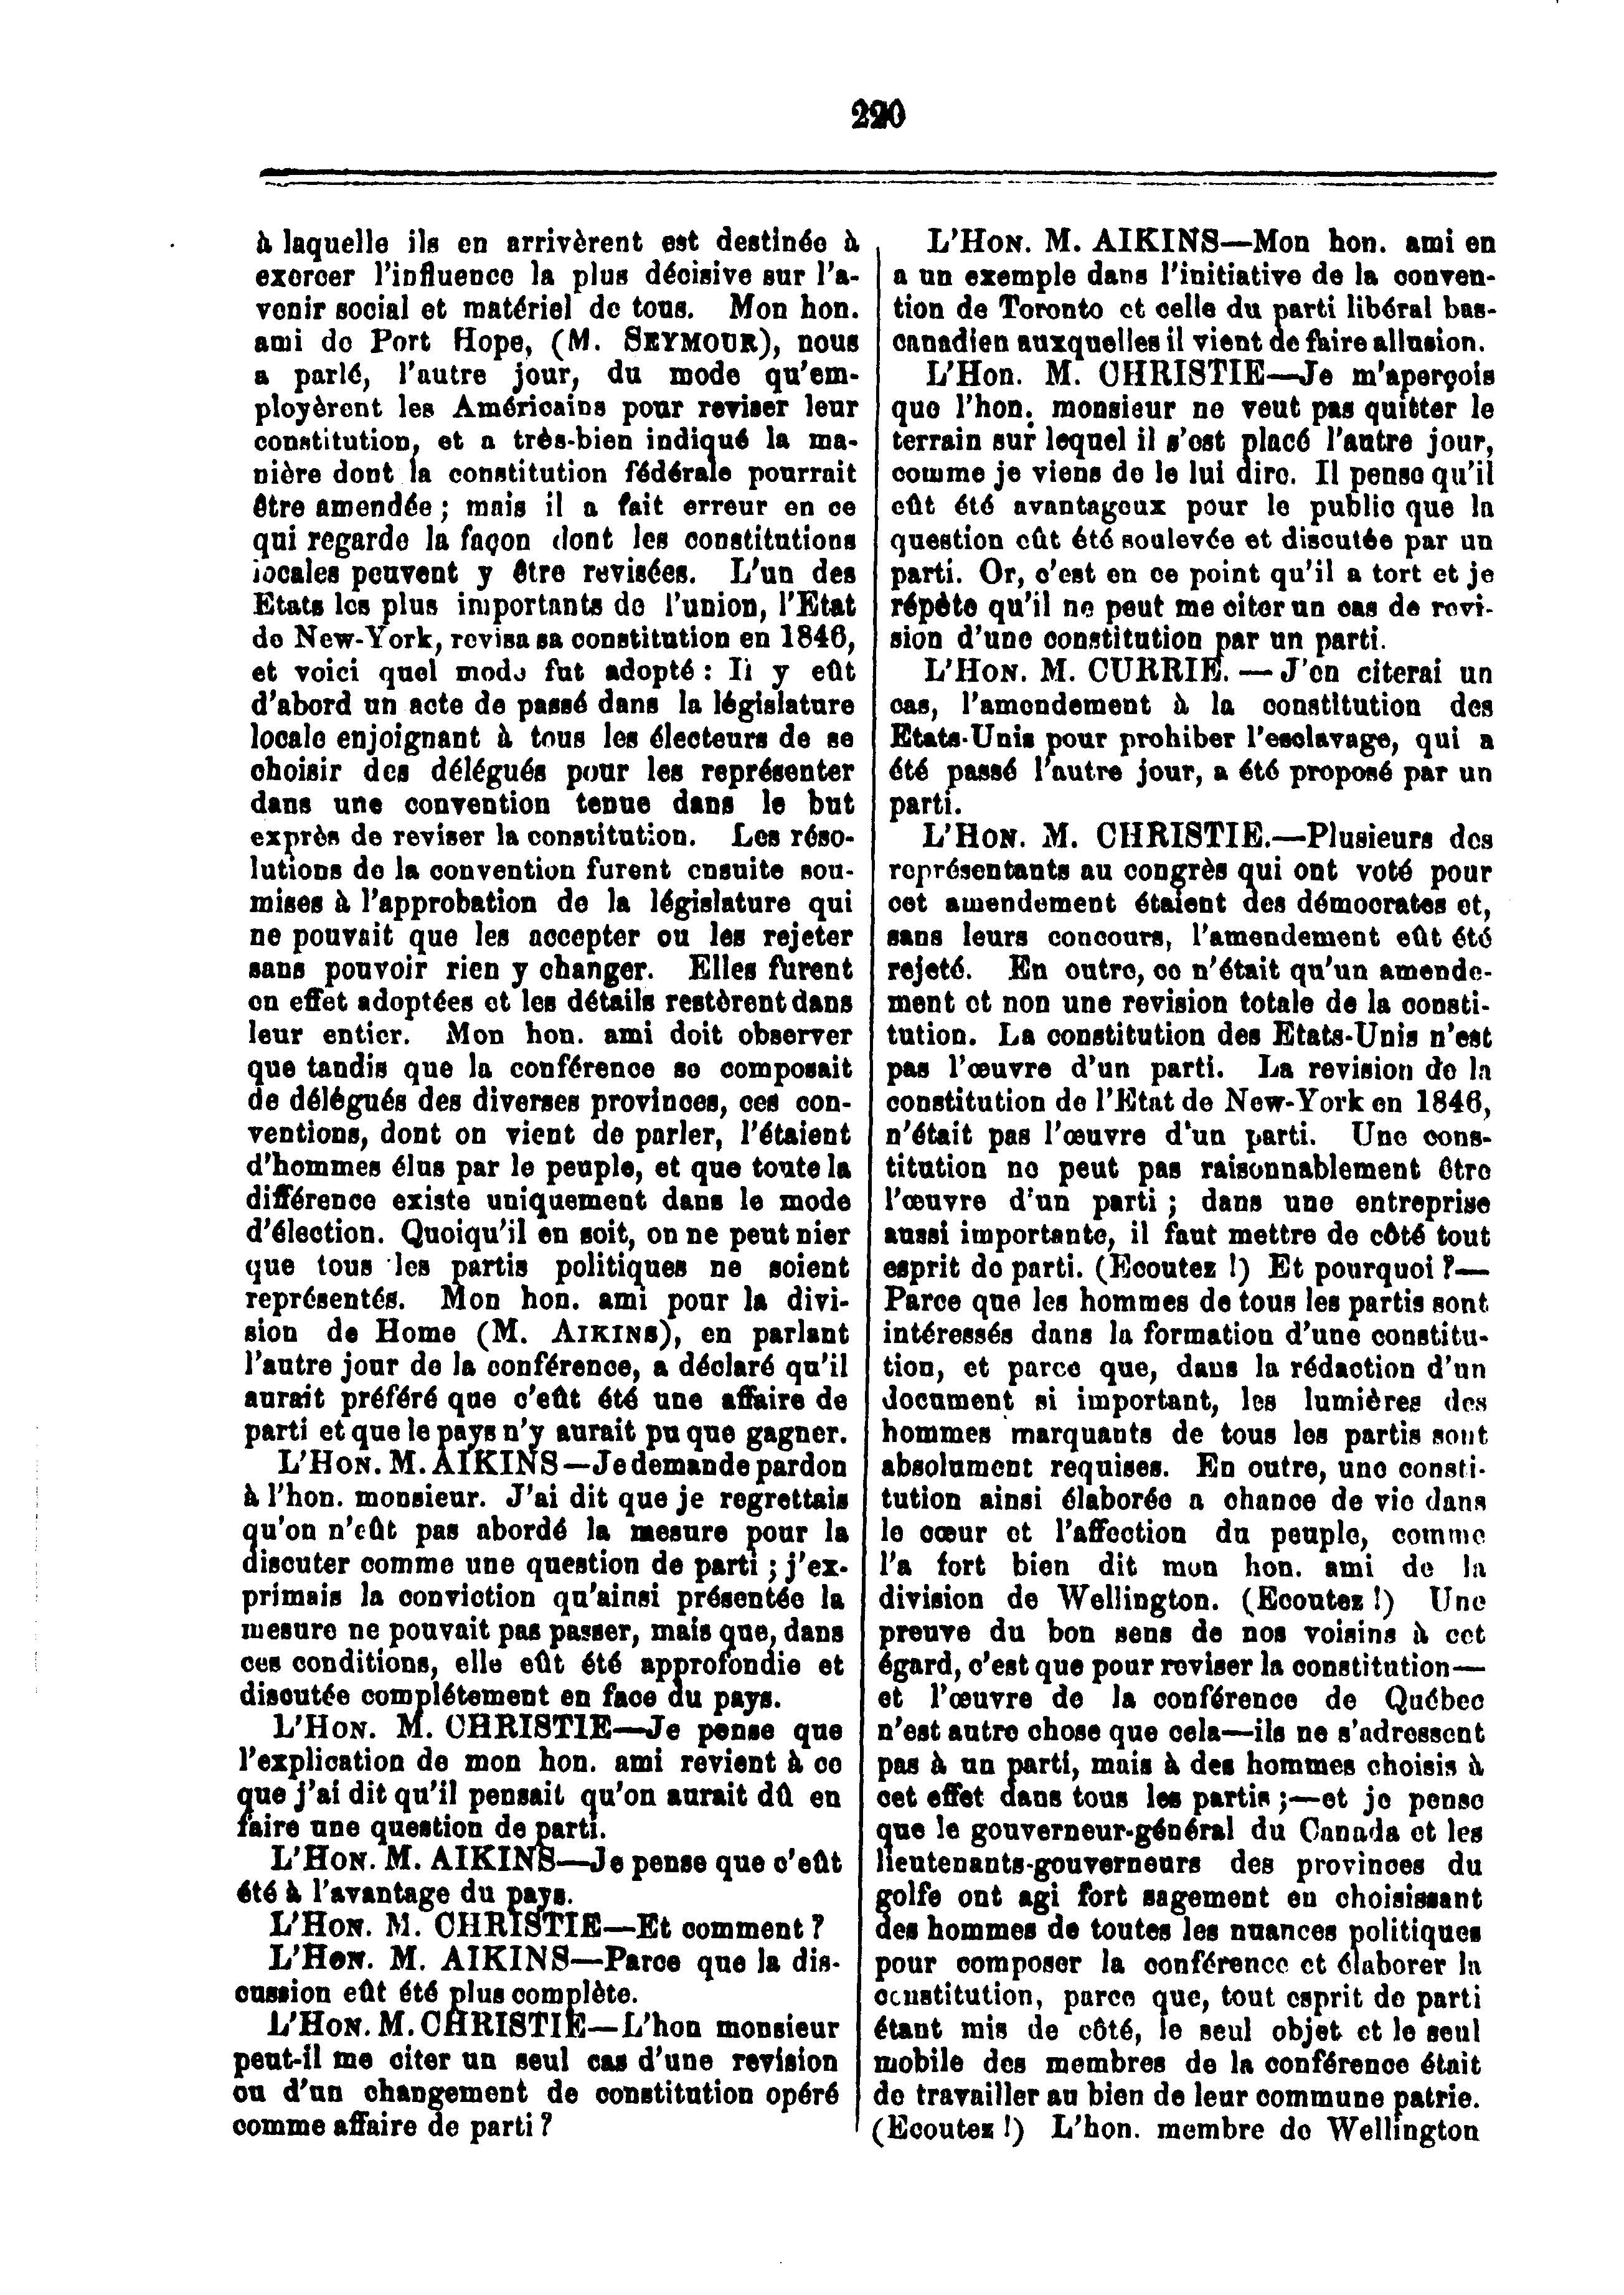 220
à laquelle ils en arrivèrent est destinée à
exercer l'influence la plus décisive sur l'a-
venir social et matériel de tous. Mon hon.
ami de Port Hope, (M. SEYMOUR), nous
a parlé, l'autre jour, du mode qu'em-
ployèrent les Américains pour reviser leur
constitution, et a très-bien indiqué la ma-
nière dont la constitution fédérale pourrait
être amendée ; mais il a fait erreur en ce
qui regarde la façon dont les constitutions
locales peuvent y être revisées. L'un des
Etats les plus importants de l'union, l'Etat
de New-York, revisa sa constitution en 1846,
et voici quel mode fut adopté : Il y eût
d'abord un acte de passé dans la législature
locale enjoignant à tous les électeurs de se
choisir des délégués pour les représenter
dans une convention tenue dans le but
exprès de reviser la constitution. Les réso-
lutions de la convention furent ensuite sou-
mises à l'approbation de la législature qui
ne pouvait que les accepter ou les rejeter
sans pouvoir rien y changer. Elles furent
en effet adoptées et les détails restèrent dans
leur entier. Mon hon. ami doit observer
que tandis que la conférence se composait
de délégués des diverses provinces, ces con-
ventions, dont on vient de parler, l'étaient
d'hommes élus par le peuple, et que toute la
différence existe uniquement dans le mode
d'élection. Quoiqu'il en soit, on ne peut nier
que tous les partis politiques ne soient
représentés. Mon hon. ami pour la divi-
sion de Home (M. AIKINS), en parlant
l'autre jour de la conférence, a déclaré qu'il
aurait préféré que c'eût été une affaire de
parti et que le pays n'y aurait pu que gagner.
L'HON. M. AIKINS—Je demande pardon
à l'hon. monsieur. J'ai dit que je regrettais
qu'on n'eût pas abordé la mesure pour la
discuter comme une question de parti ; j'ex-
primais la conviction qu'ainsi présentée la
mesure ne pouvait pas passer, mais que, dans
ces conditions, elle eût été approfondie et
discutée complétement en face du pays.
L'HON. M. CHRISTIE—Je pense que
l'explication de mon hon. ami revient à ce
que j'ai dit qu'il pensait qu'on aurait dû en
faire une question de parti.
L'HON. M. AIKINS—Je pense que c'eût
été à l'avantage du pays.
L'HON. M. CHRISTIE—Et comment ?
L'HON. M. AIKINS—Parce que la dis-
cussion eût été plus complète.
L'HON. M. CHRISTIE—L'hon monsieur
peut-il me citer un seul cas d'une revision
ou d'un changement de constitution opéré
comme affaire de parti ?
L'HON. M. AIKINS—Mon hon. ami en
a un exemple dans l'initiative de la conven-
tion de Toronto et celle du parti libéral bas-
canadien auxquelles il vient de faire allusion.
L'Hon. M. CHRISTIE—Je m'aperçois
que l'hon. monsieur ne veut pas quitter le
terrain sur lequel il s'est placé l'autre jour,
comme je viens de le lui dire. Il pense qu'il
eût été avantageux pour le public que la
question eût été soulevée et discutée par un
parti. Or, c'est en ce point qu'il a tort et je
répète qu'il ne peut me citer un cas de revi-
sion d'une constitution par un parti.
L'HON. M. CURRIE. — J'en citerai un
cas, l'amendement à la constitution des
Etats-Unis pour prohiber l'esclavage, qui a
été passé l'autre jour, a été proposé par un
parti.
L'HON. M. CHRISTIE.—Plusieurs des
représentants au congrès qui ont voté pour
cet amendement étaient des démocrates et,
sans leurs concours, l'amendement eût été
rejeté. En outre, ce n'était qu'un amende-
ment et non une revision totale de la consti-
tution. La constitution des Etats-Unis n'est
pas l'œuvre d'un parti. La revision de la
constitution de l'Etat de New-York en 1846,
n'était pas l'œuvre d'un parti. Une cons-
titution ne peut pas raisonnablement être
l'œuvre d'un parti ; dans une entreprise
aussi importante, il faut mettre de côté tout
esprit de parti. (Ecoutez !) Et pourquoi ?—
Parce que les hommes de tous les partis sont
intéressés dans la formation d'une constitu-
tion, et parce que, dans la rédaction d'un
document si important, les lumières des
hommes marquants de tous les partis sont
absolument requises. En outre, une consti-
tution ainsi élaborée a chance de vie dans
le cœur et l'affection du peuple, comme
l'a fort bien dit mon hon. ami de la
division de Wellington. (Ecoutez !) Une
preuve du bon sens de nos voisins à cet
égard, c'est que pour reviser la constitution—
et l'œuvre de la conférence de Québec
n'est autre chose que cela—ils ne s'adressent
pas à un parti, mais à des hommes choisis à
cet effet dans tous les partis ;—et je pense
que le gouverneur-général du Canada et les
lieutenants-gouverneurs des provinces du
golfe ont agi fort sagement en choisissant
des hommes de toutes les nuances politiques
pour composer la conférence et élaborer la
constitution, parce que, tout esprit de parti
étant mis de côté, le seul objet et le seul
mobile des membres de la conférence était
de travailler au bien de leur commune patrie.
(Ecoutez !) L'hon. membre de Wellington